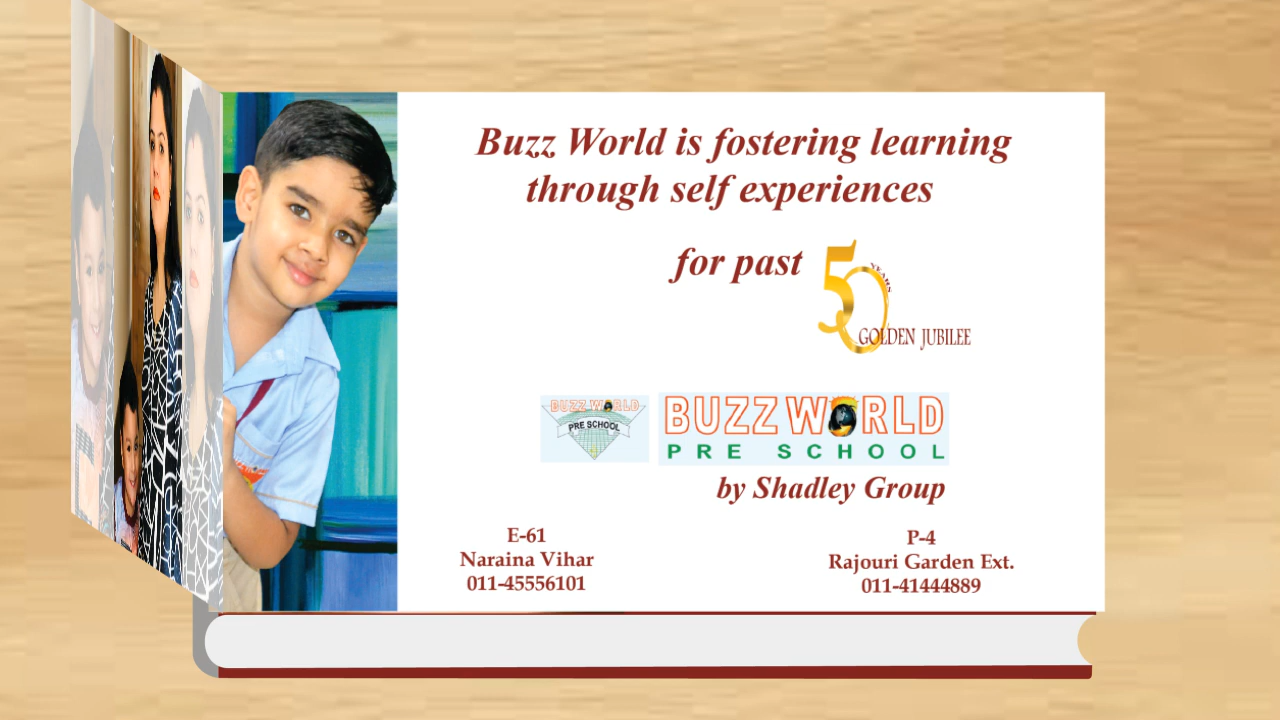 Buzz World is fostering learning
through self experiences
for past 50
YEARS
GOLDEN JUBILEE
BUZZ WORLD
PRE SCHOOL
BUZZ WORLD
PRE SCHOOL
by Shadley Group
E-61
Naraina Vihar
011-45556101
P-4
Rajouri Garden Ext.
011-41444889